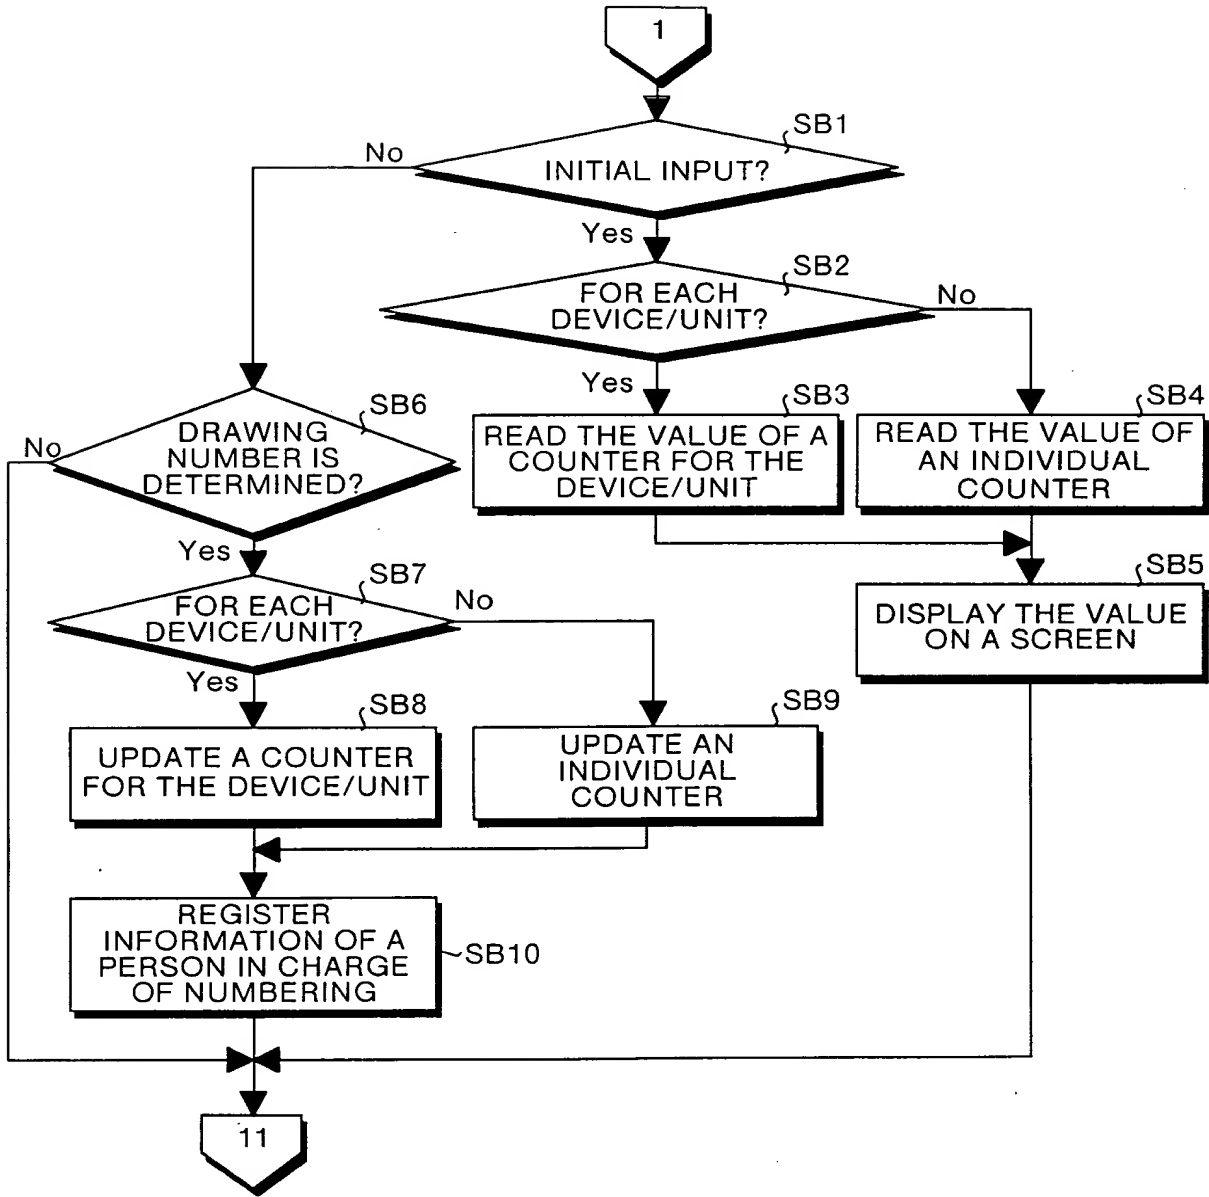 1
SB1
No
INITIAL INPUT?
Yes
SB2
FOR EACH
DEVICE/UNIT?
No
Yes
SB3
READ THE VALUE OF A
COUNTER FOR THE
DEVICE/UNIT
SB4
READ THE VALUE OF
AN INDIVIDUAL
COUNTER
SB5
DISPLAY THE VALUE
ON A SCREEN
SB6
No
DRAWING
NUMBER IS
DETERMINED?
Yes
SB7
FOR EACH
DEVICE/UNIT?
No
Yes
SB8
UPDATE A COUNTER
FOR THE DEVICE/UNIT
SB9
UPDATE AN
INDIVIDUAL
COUNTER
REGISTER
INFORMATION OF A
PERSON IN CHARGE
OF NUMBERING
SB10
11